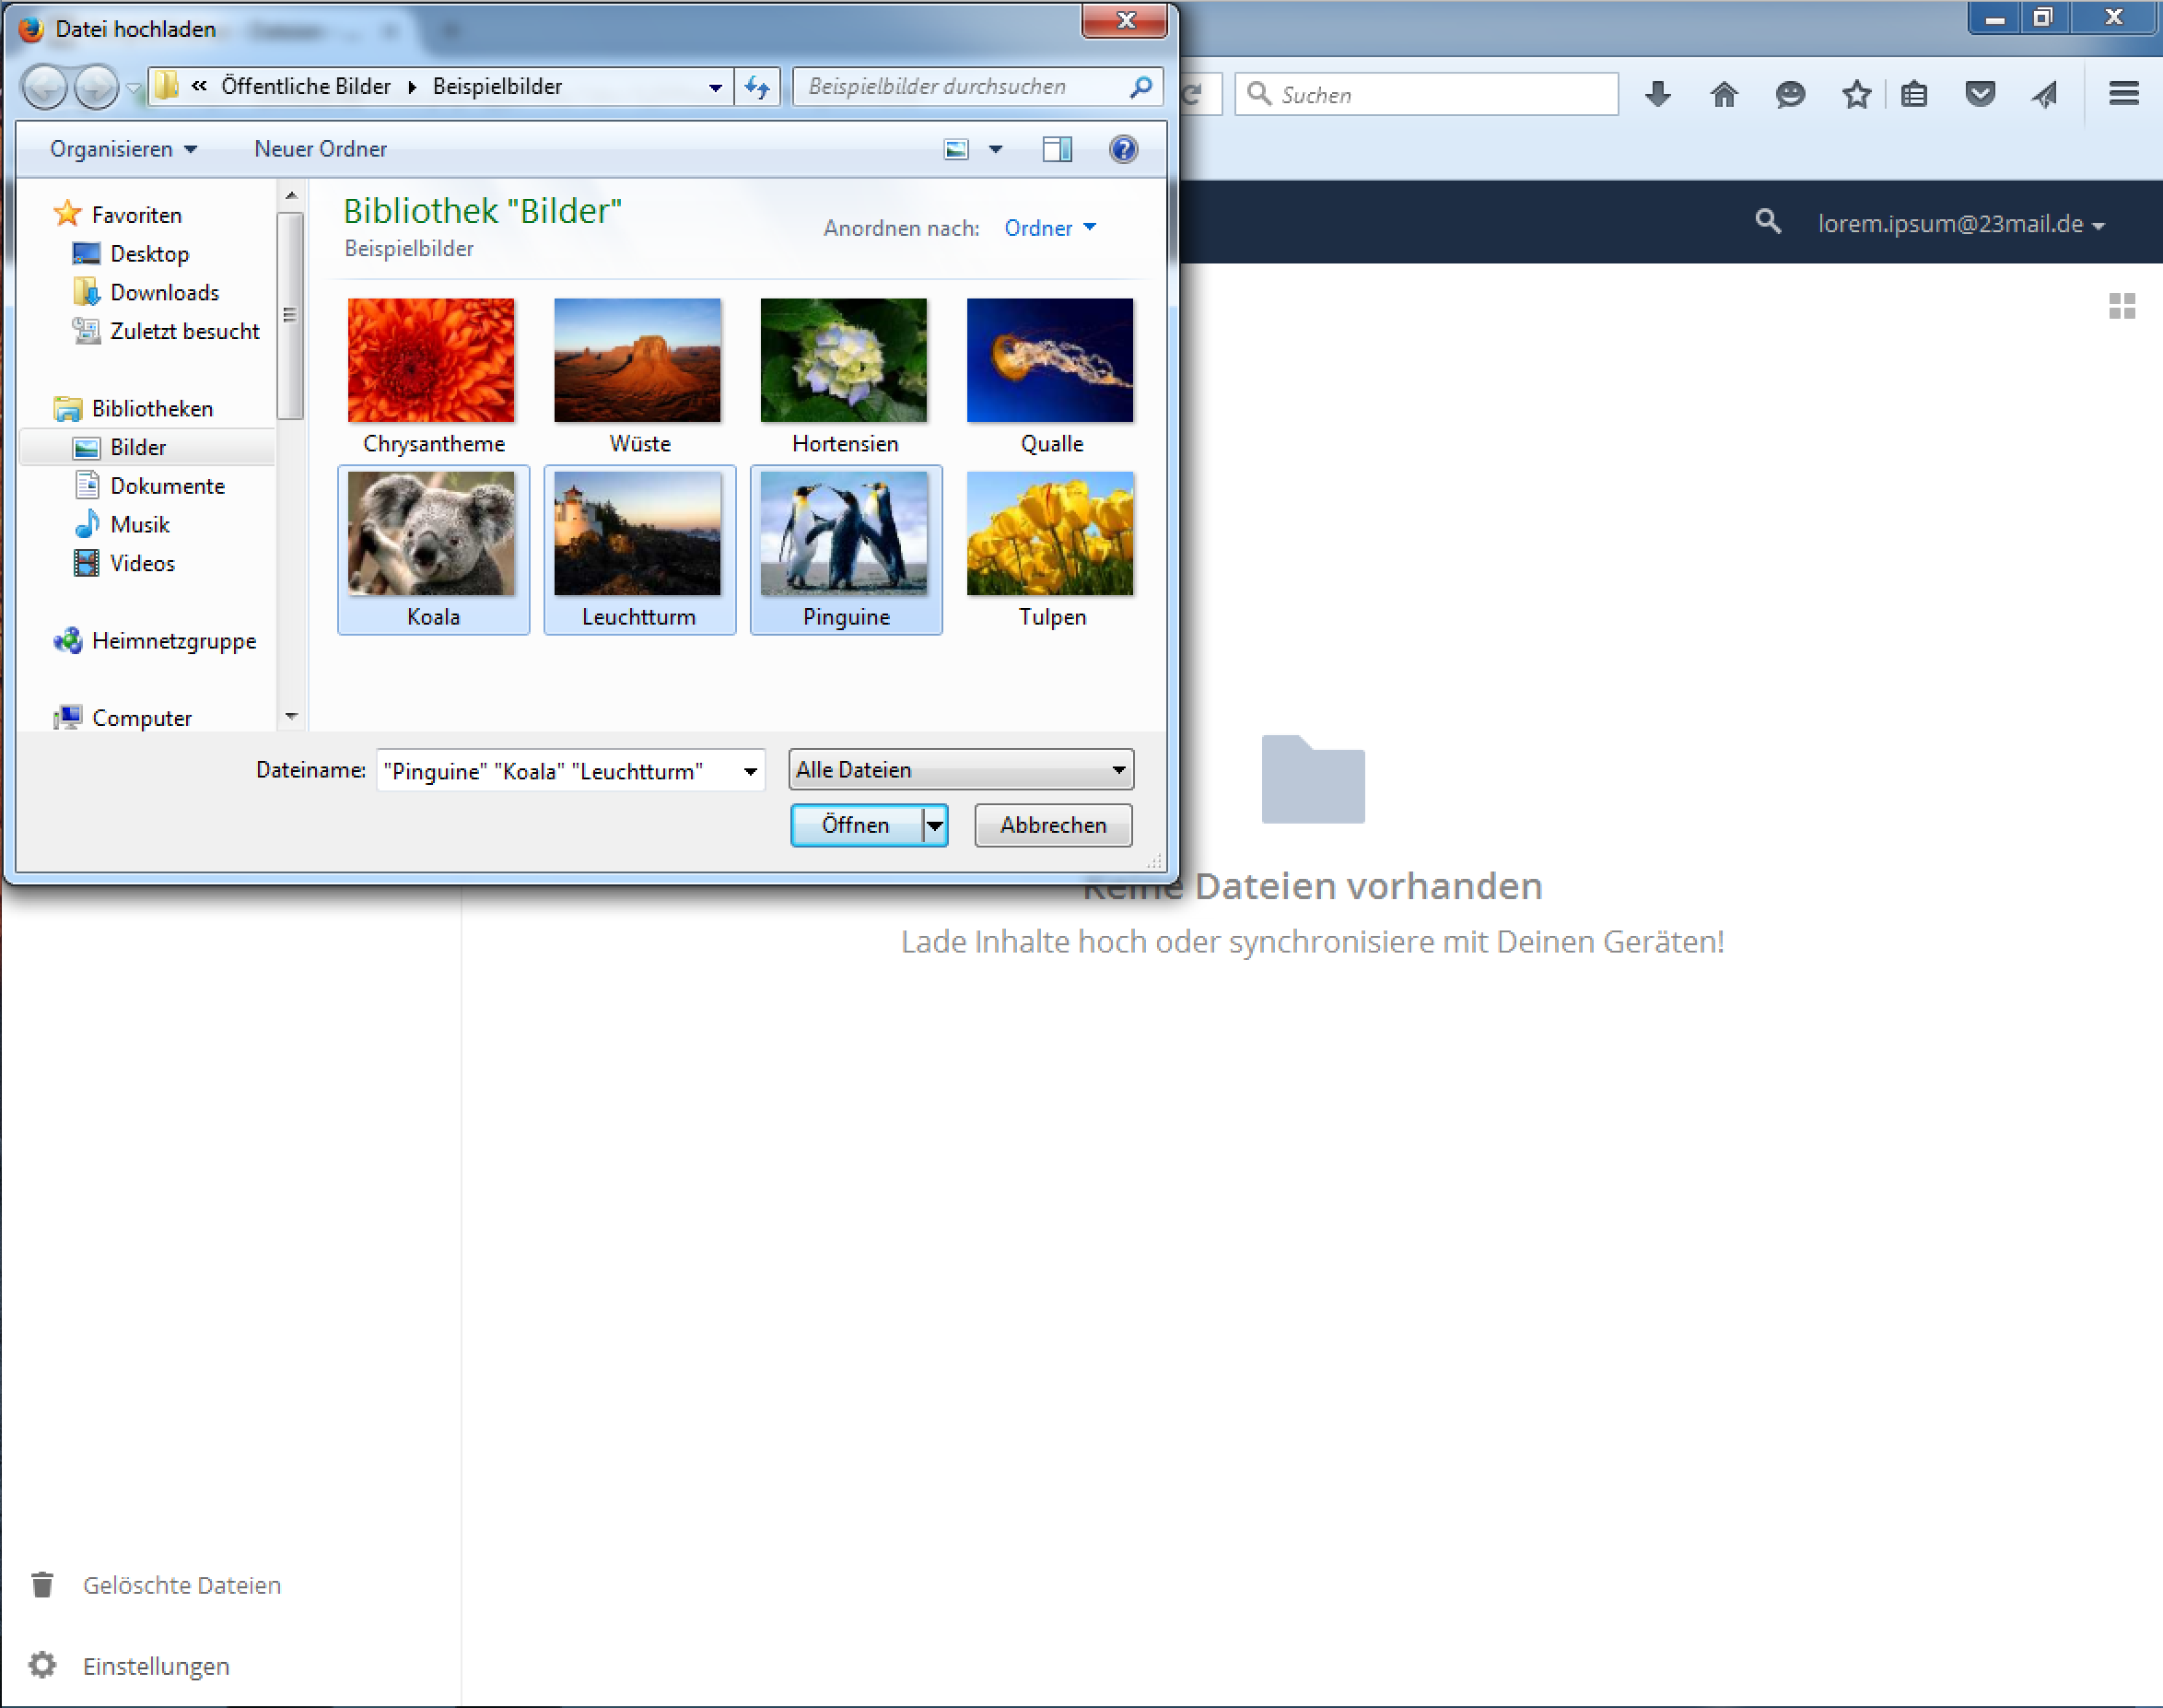 Datei hochladen
« Öffentliche Bilder Beispielbilder
Beispielbilder durchsuchen
Suchen
Organisieren Neuer Ordner
lorem.ipsum@23mail.de
Favoriten
Desktop
Downloads
Zuletzt besucht
Bibliotheken
Bilder
Dokumente
Musik
Videos
Heimnetzgruppe
Computer
Bibliothek "Bilder"
Beispielbilder
Anordnen nach: Ordner
Chrysantheme Wüste Hortensien Qualle
Koala Leuchtturm Pinguine Tulpen
Dateiname: "Pinguine" "Koala" "Leuchtturm" Alle Dateien
Öffnen Abbrechen
Keine Dateien vorhanden
Lade Inhalte hoch oder synchronisiere mit Deinen Geräten!
Gelöschte Dateien
Einstellungen